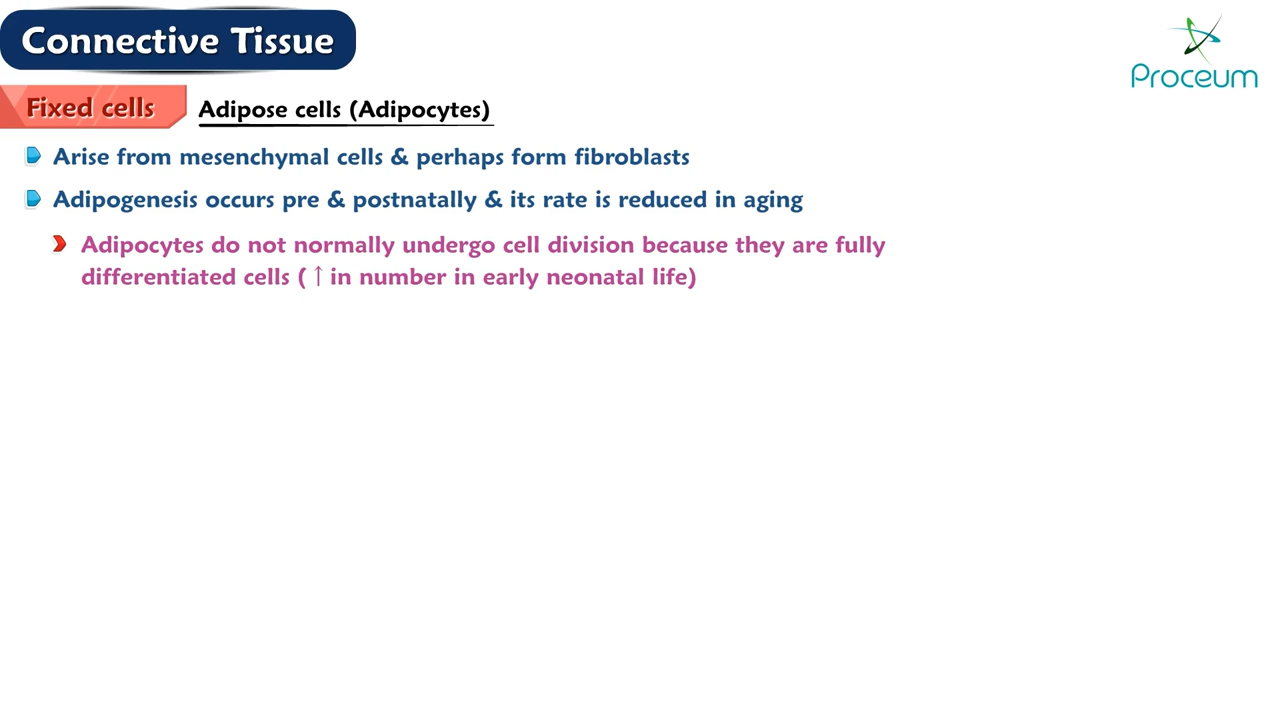 Connective Tissue
Proceum
Fixed cells Adipose cells (Adipocytes)
Arise from mesenchymal cells & perhaps form fibroblasts
Adipogenesis occurs pre & postnatally & its rate is reduced in aging
Adipocytes do not normally undergo cell division because they are fully
differentiated cells ( ↑ in number in early neonatal life)